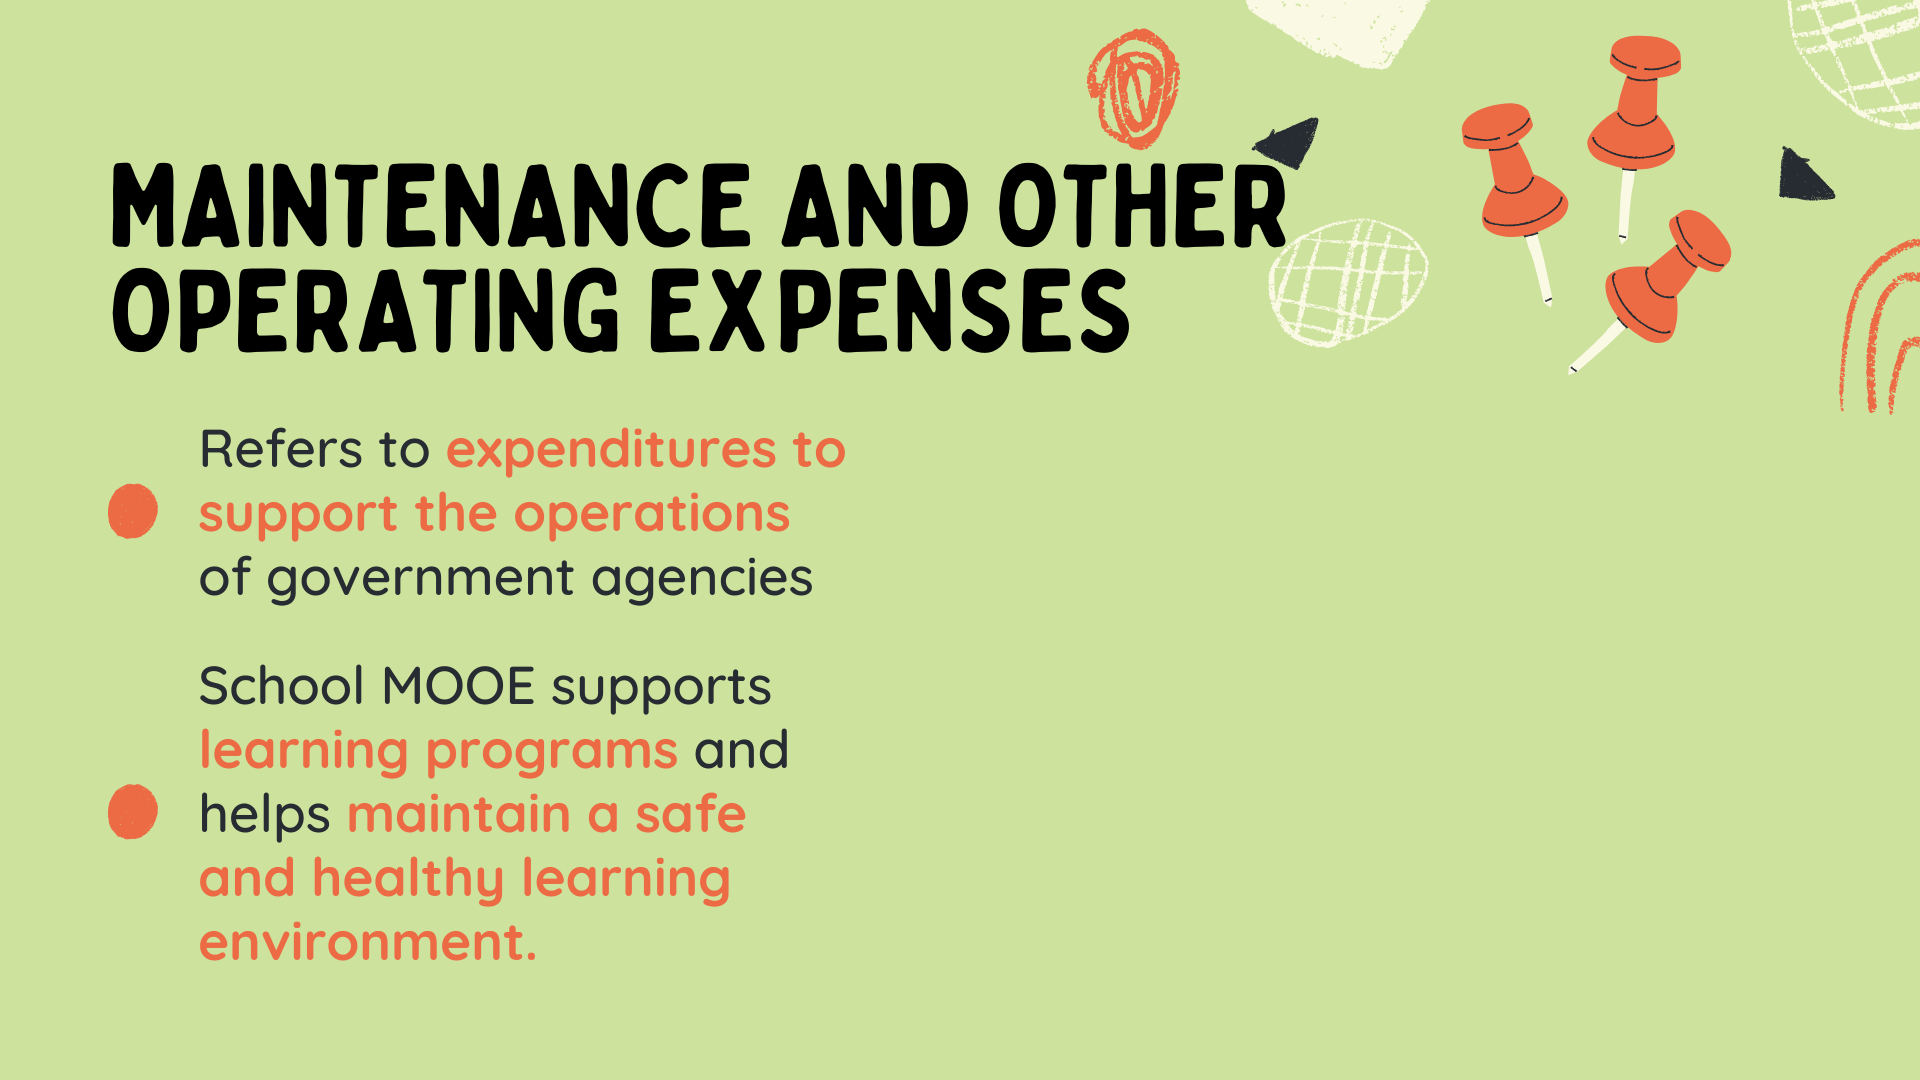 MAINTENANCE AND OTHER
OPERATING EXPENSES
Refers to expenditures to
support the operations
of government agencies
School MOOE supports
learning programs and
helps maintain a safe
and healthy learning
environment.